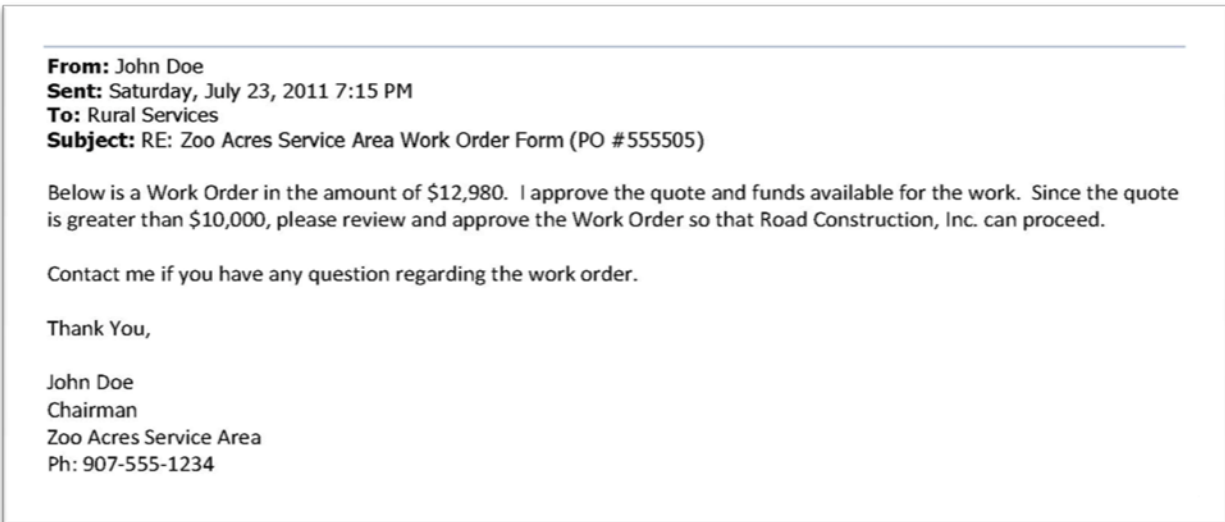 From: John Doe
Sent: Saturday, July 23, 2011 7:15 PM
To: Rural Services
Subject: RE: Zoo Acres Service Area Work Order Form (PO #555505)
Below is a Work Order in the amount of $12,980.  I approve the quote and funds available for the work.  Since the quote
is greater than $10,000, please review and approve the Work Order so that Road Construction, Inc. can proceed.
Contact me if you have any question regarding the work order.
Thank You,
John Doe
Chairman
Zoo Acres Service Area
Ph: 907-555-1234